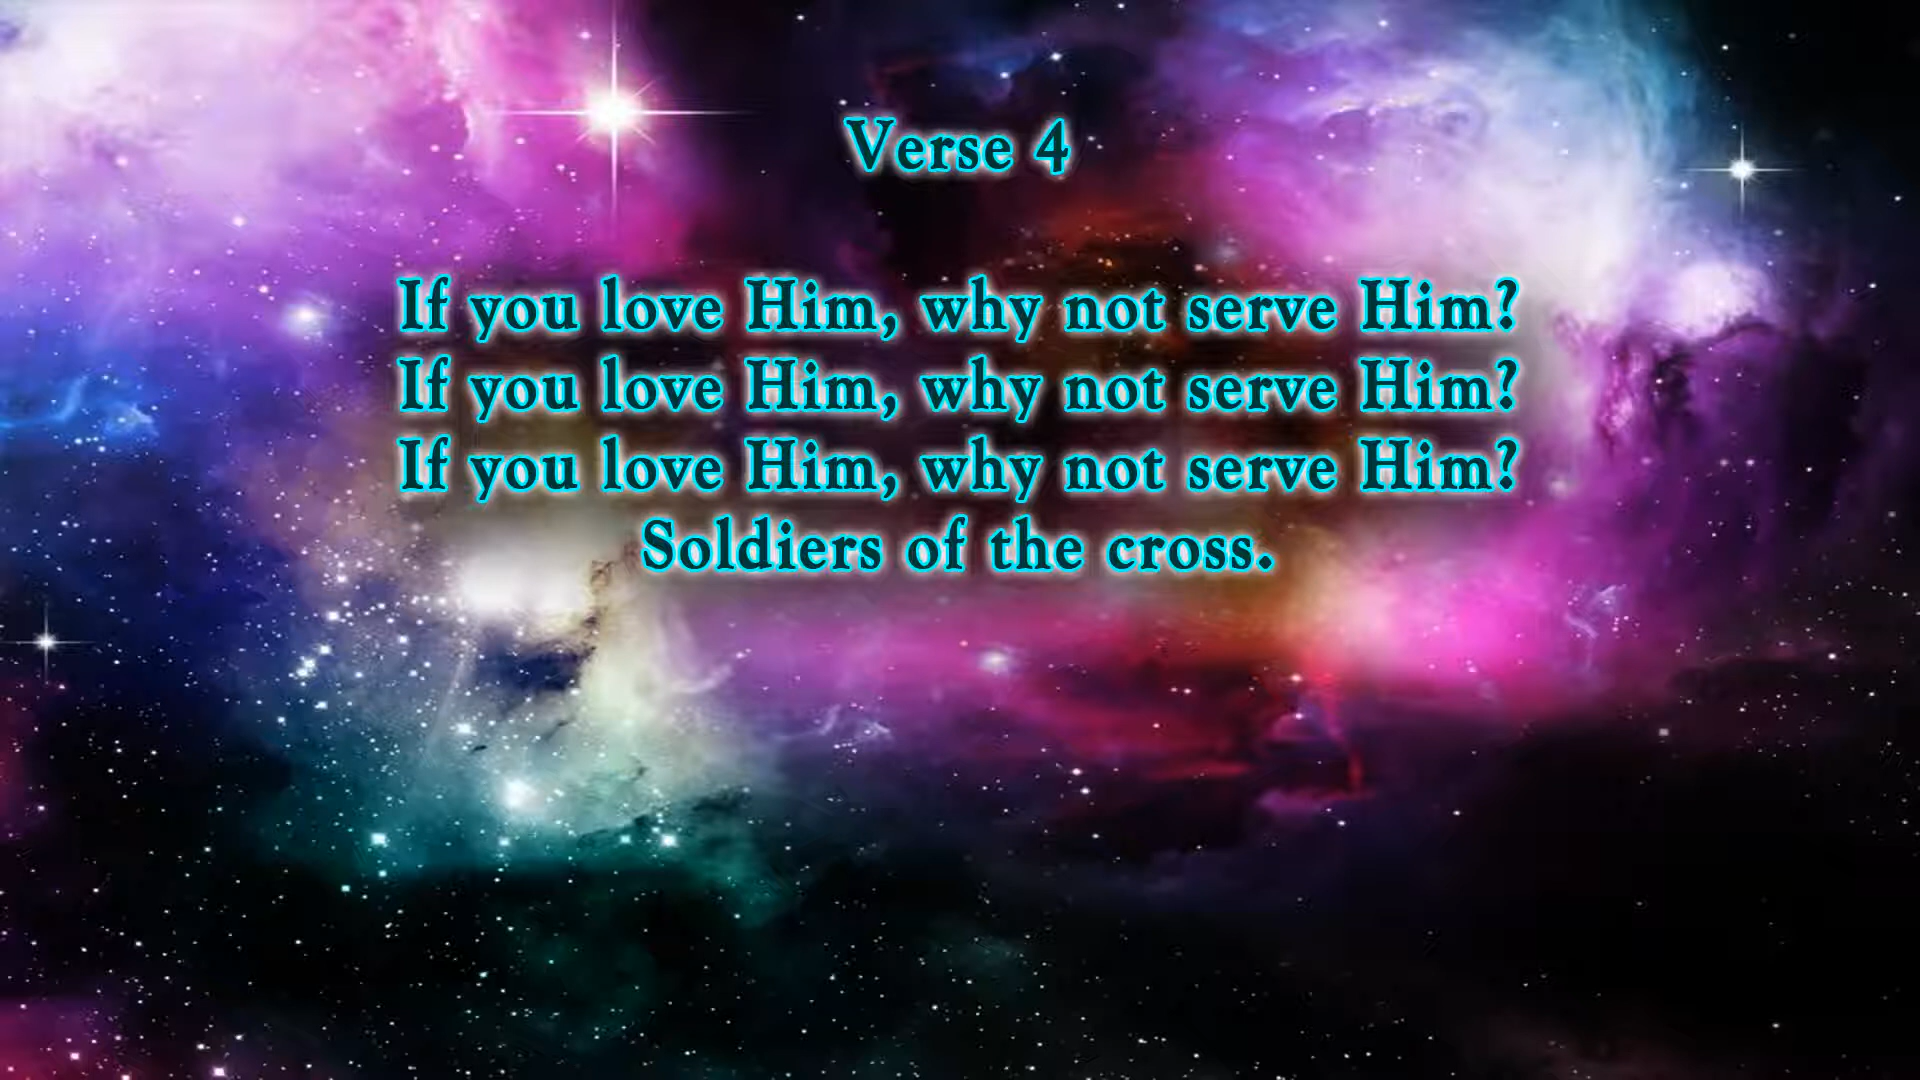 Verse 4
If you love Him, why not serve Him?
If you love Him, why not serve Him?
If you love Him, why not serve Him?
Soldiers of the cross.